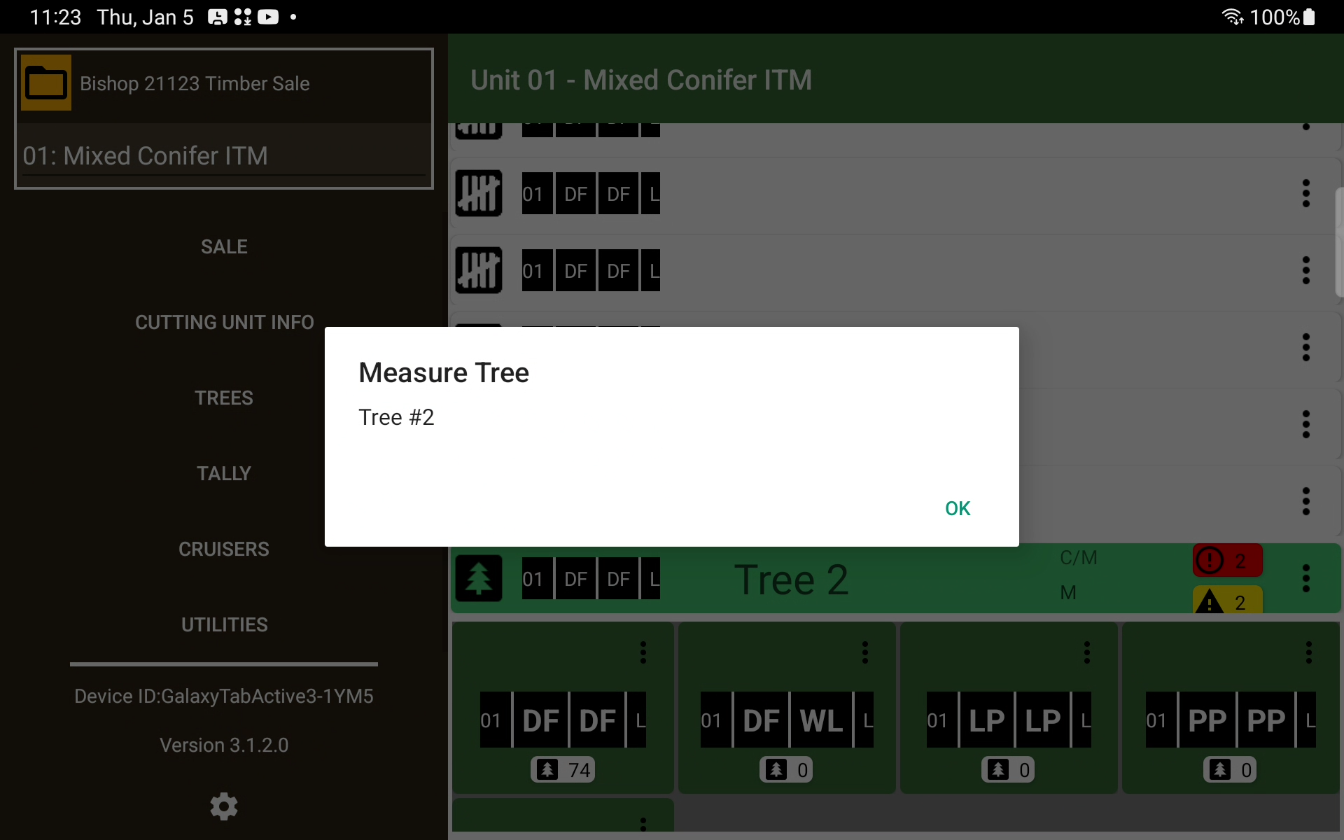 11:23 Thu, Jan 5
100%
Bishop 21123 Timber Sale
01: Mixed Conifer ITM
SALE
CUTTING UNIT INFO
TREES
TALLY
CRUISERS
UTILITIES
Device ID:GalaxyTabActive3-1YM5
Version 3.1.2.0
Unit 01 - Mixed Conifer ITM
01 DF DF L
01 DF DF L
Measure Tree
Tree #2
OK
01 DF DF L Tree 2 C/M 2
M 2
01 DF DF L
74
01 DF WL L
0
01 LP LP L
0
01 PP PP L
0